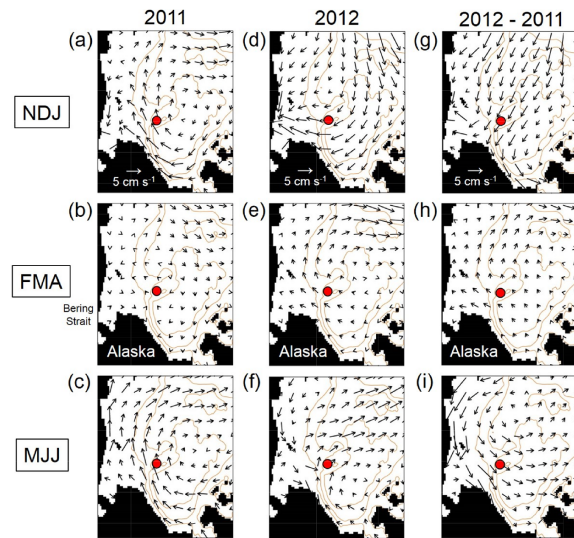 2011 2012 2012 - 2011
(a) (d) (g)
NDJ
5 cm s⁻¹ 5 cm s⁻¹ 5 cm s⁻¹
(b) (e) (h)
FMA
Bering
Strait
Alaska Alaska Alaska
(c) (f) (i)
MJJ